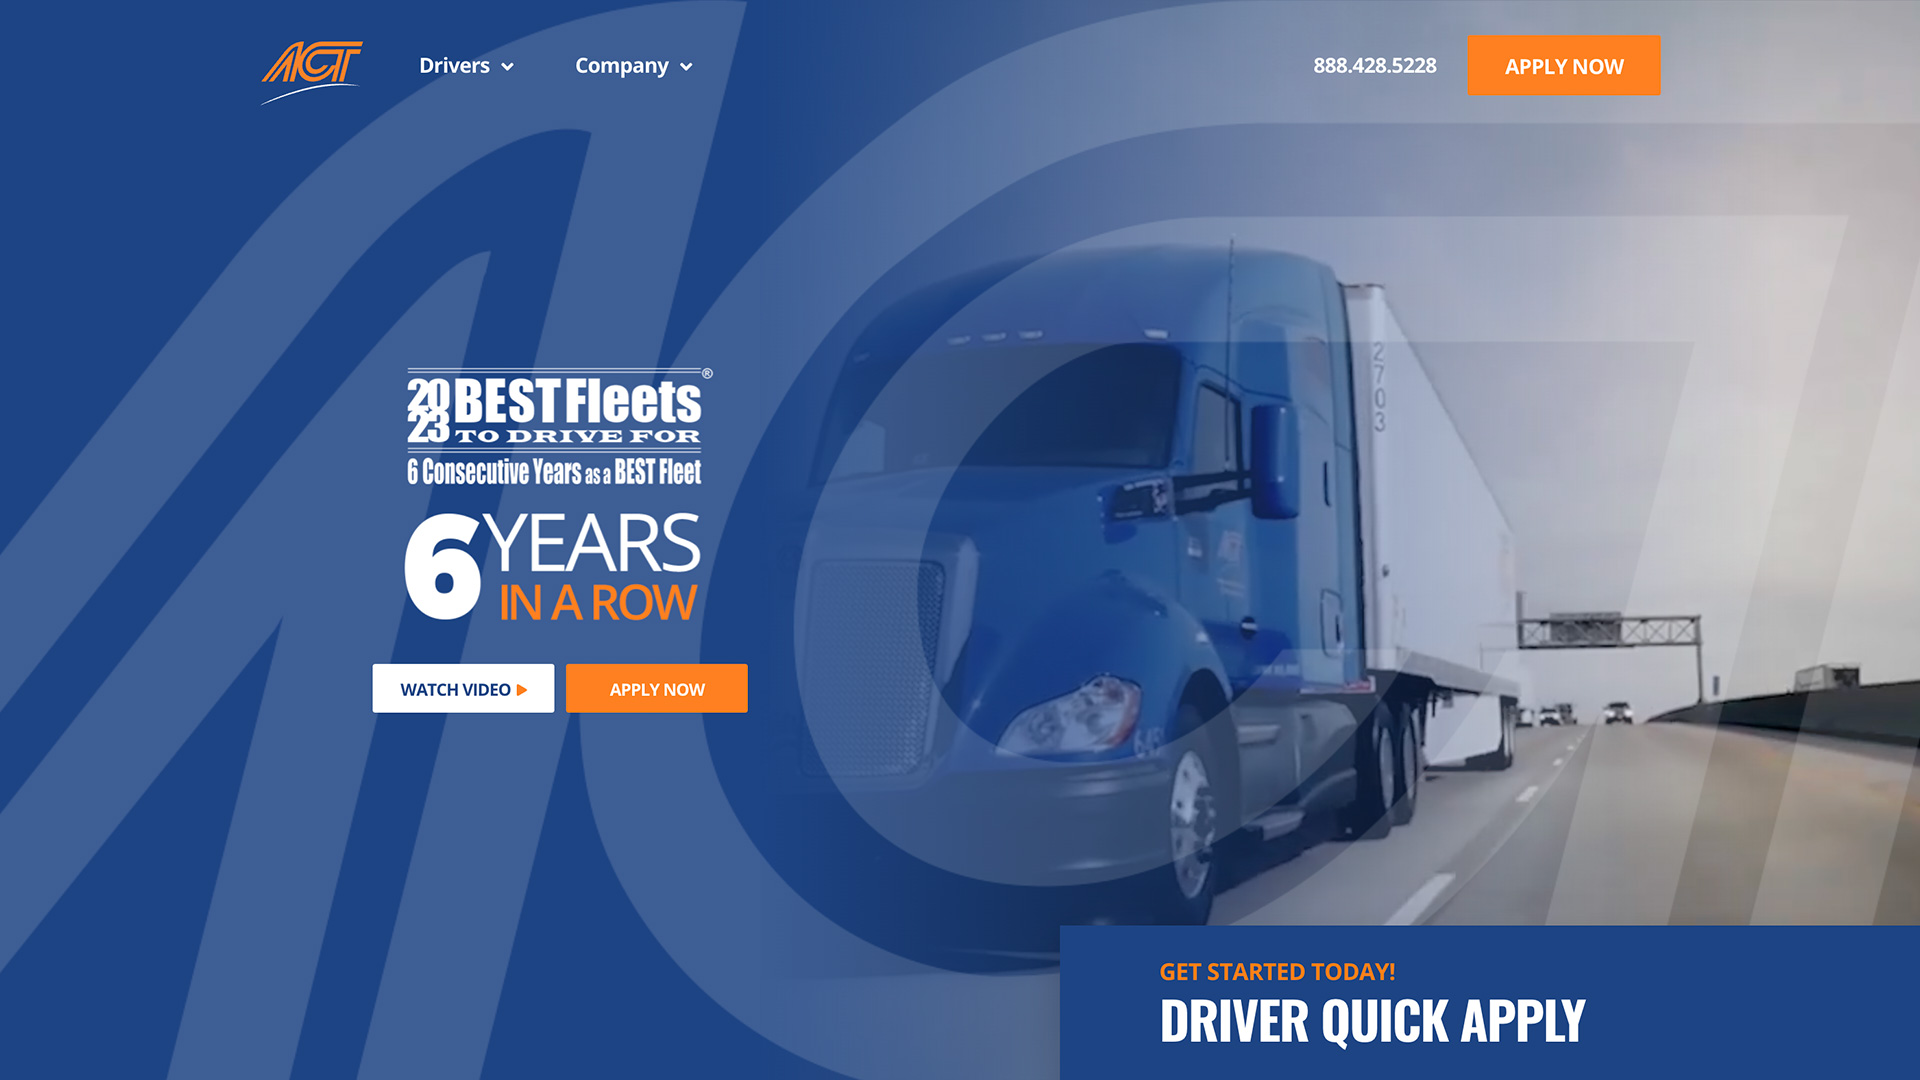 ACT
Drivers
Company
888.428.5228
APPLY NOW
2023 BEST Fleets®
TO DRIVE FOR
6 Consecutive Years as a BEST Fleet
6 YEARS
IN A ROW
WATCH VIDEO
APPLY NOW
2703
GET STARTED TODAY!
DRIVER QUICK APPLY